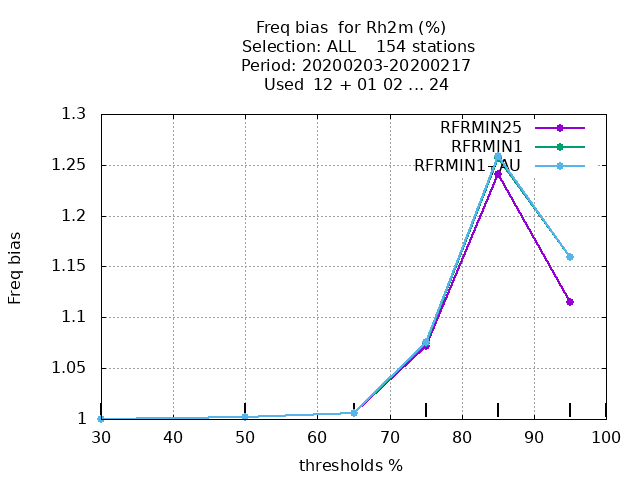 Freq bias  for Rh2m (%)
Selection: ALL    154 stations
Period: 20200203-20200217
Used  12 + 01 02 ... 24
1.3
1.25
1.2
1.15
1.1
1.05
1
Freq bias
RFRMIN25
RFRMIN1
RFRMIN1-AU
30 40 50 60 70 80 90 100
thresholds %